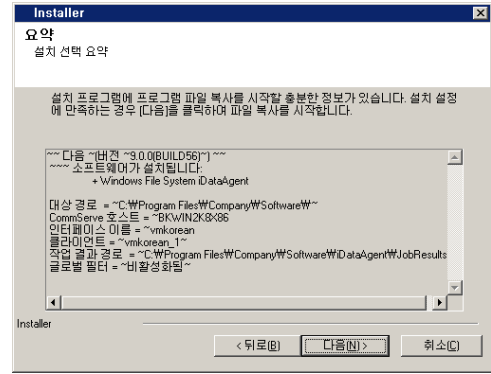 Installer
요약
설치 선택 요약
설치 프로그램에 프로그램 파일 복사를 시작할 충분한 정보가 있습니다. 설치 설정
에 만족하는 경우 [다음]을 클릭하여 파일 복사를 시작합니다.
~~ 다음 ~(버전 ~9.0.0(BUILD56)~) ~~
~~~ 소프트웨어가 설치됩니다:
+ Windows File System iDataAgent
대상 경로 = ~C:₩Program Files₩Company₩Software₩~
CommServe 호스트 = ~BKWIN2K8X86
인터페이스 이름 = ~vmkorean
클라이언트 = ~vmkorean_1~
작업 결과 경로 = ~C:₩Program Files₩Company₩Software₩iDataAgent₩JobResults
글로벌 필터 = ~비활성화됨~
Installer
< 뒤로(B)
다음(N) >
취소(C)